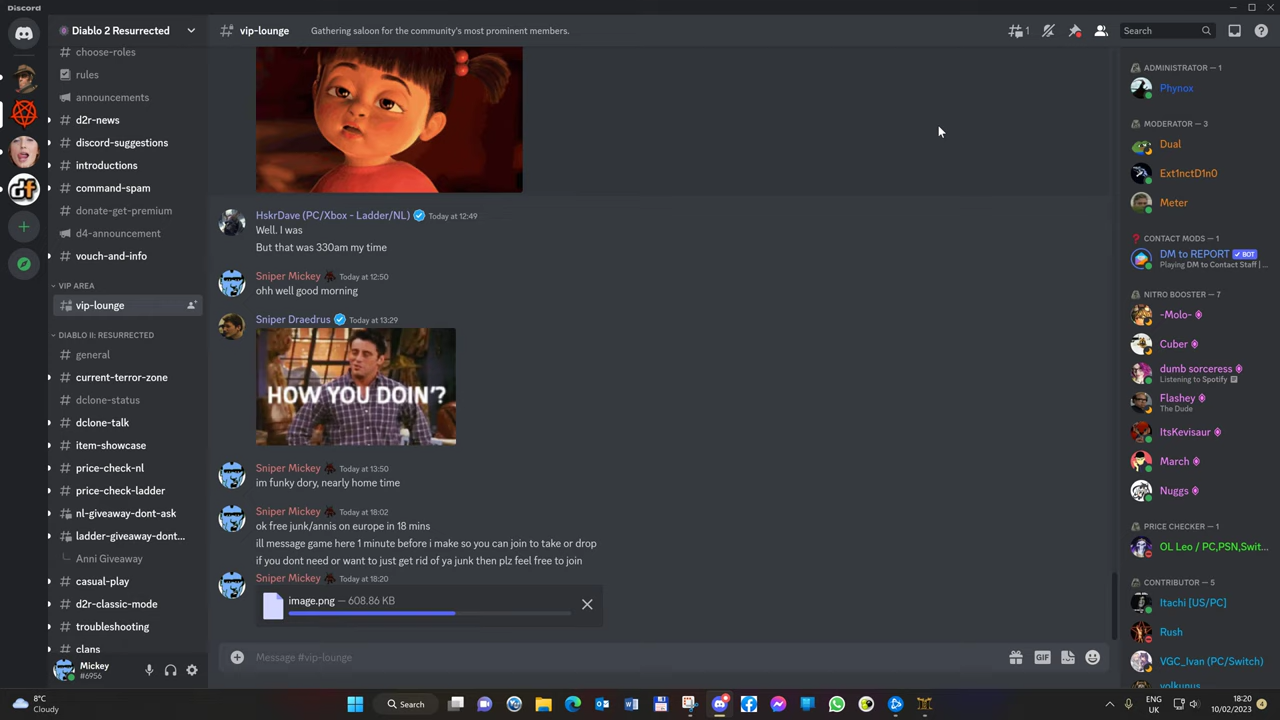 Discord
Diablo 2 Resurrected
vip-lounge
Gathering saloon for the community's most prominent members.
1
Search
choose-roles
rules
announcements
d2r-news
discord-suggestions
introductions
command-spam
donate-get-premium
d4-announcement
vouch-and-info
VIP AREA
vip-lounge
DIABLO II: RESURRECTED
general
current-terror-zone
dclone-status
dclone-talk
item-showcase
price-check-nl
price-check-ladder
nl-giveaway-dont-ask
ladder-giveaway-dont...
Anni Giveaway
casual-play
d2r-classic-mode
troubleshooting
clans
Mickey
#6956
HskrDave (PC/Xbox - Ladder/NL) Today at 12:49
Well. I was
But that was 330am my time
Sniper Mickey Today at 12:50
ohh well good morning
Sniper Draedrus Today at 13:29
HOW YOU DOIN'?
Sniper Mickey Today at 13:50
im funky dory, nearly home time
Sniper Mickey Today at 18:02
ok free junk/annis on europe in 18 mins
ill message game here 1 minute before i make so you can join to take or drop
if you dont need or want to just get rid of ya junk then plz feel free to join
Sniper Mickey Today at 18:20
image.png — 608.86 KB
Message #vip-lounge
GIF
ADMINISTRATOR — 1
Phynox
MODERATOR — 3
Dual
Ext1nctD1n0
Meter
CONTACT MODS — 1
DM to REPORT BOT
Playing DM to Contact Staff | ...
NITRO BOOSTER — 7
-Molo-
Cuber
dumb sorceress
Listening to Spotify
Flashey
The Dude
ItsKevisaur
March
Nuggs
PRICE CHECKER — 1
OL Leo / PC,PSN,Swit...
CONTRIBUTOR — 5
Itachi [US/PC]
Rush
VGC_Ivan (PC/Switch)
volkunus
8°C
Cloudy
Search
ENG
UK
18:20
10/02/2023